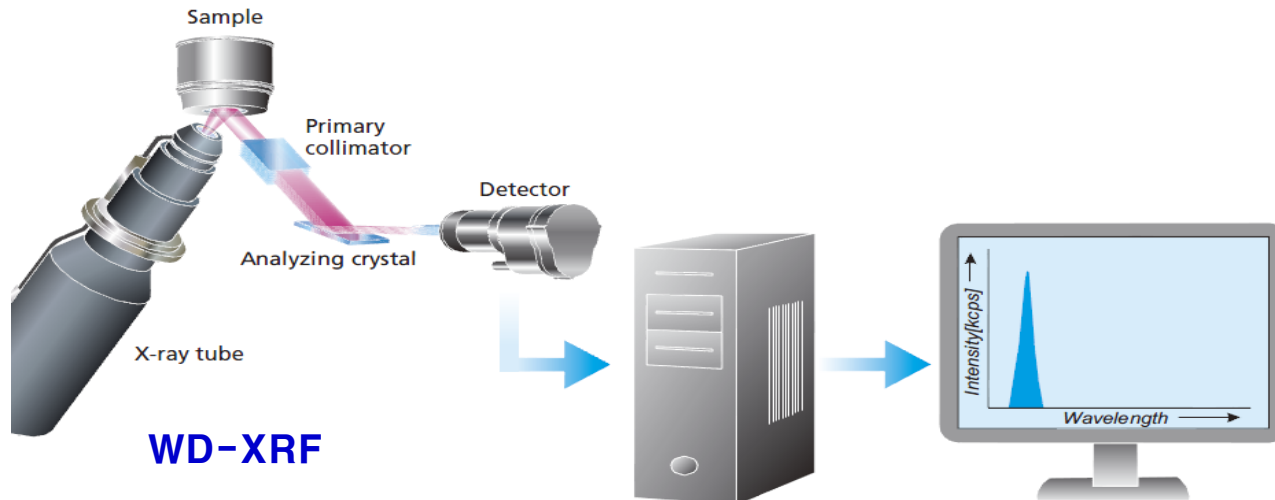 Sample
Primary
collimator
Detector
Analyzing crystal
X-ray tube
WD-XRF
Intensity[kcps]
Wavelength